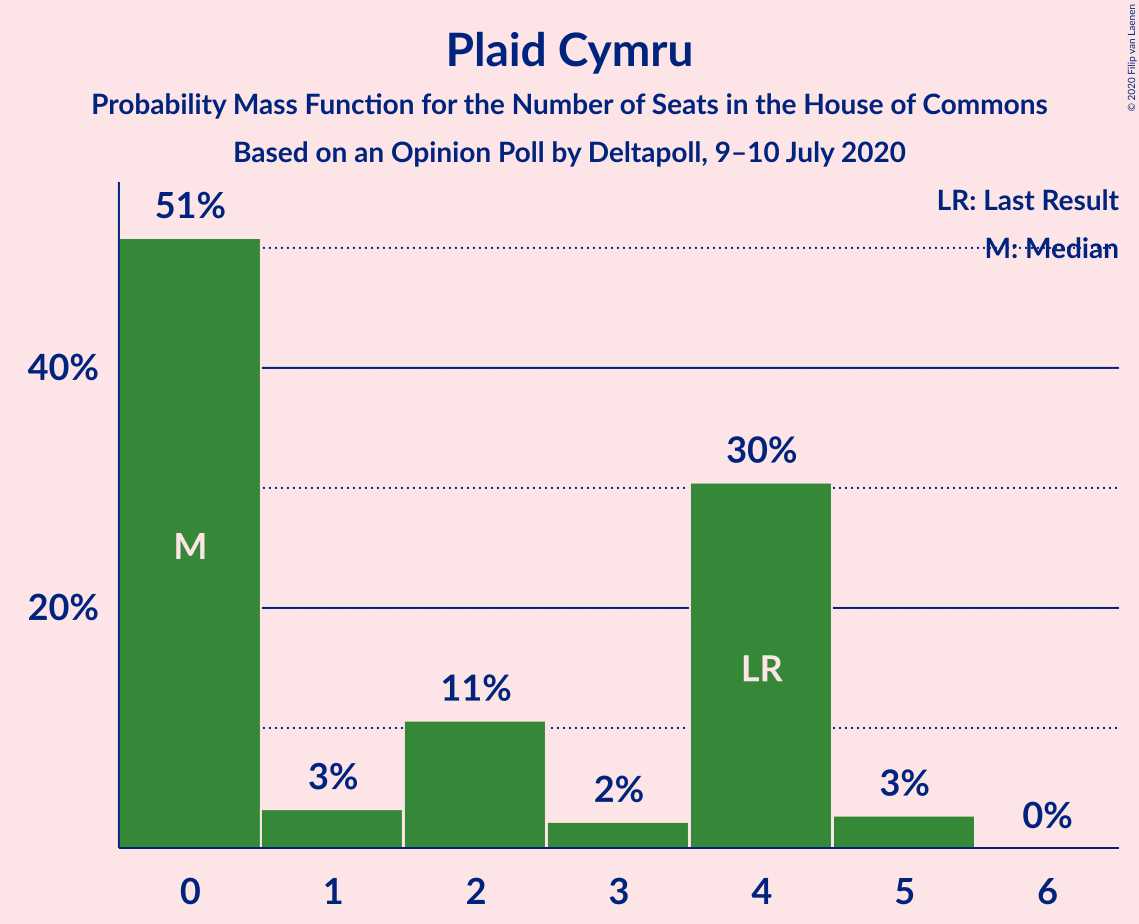 Plaid Cymru
Probability Mass Function for the Number of Seats in the House of Commons
Based on an Opinion Poll by Deltapoll, 9–10 July 2020
© 2020 Filip van Laenen
LR: Last Result
M: Median
51%
40%
30%
M
20%
LR
11%
3%
2%
3%
0%
0 1 2 3 4 5 6